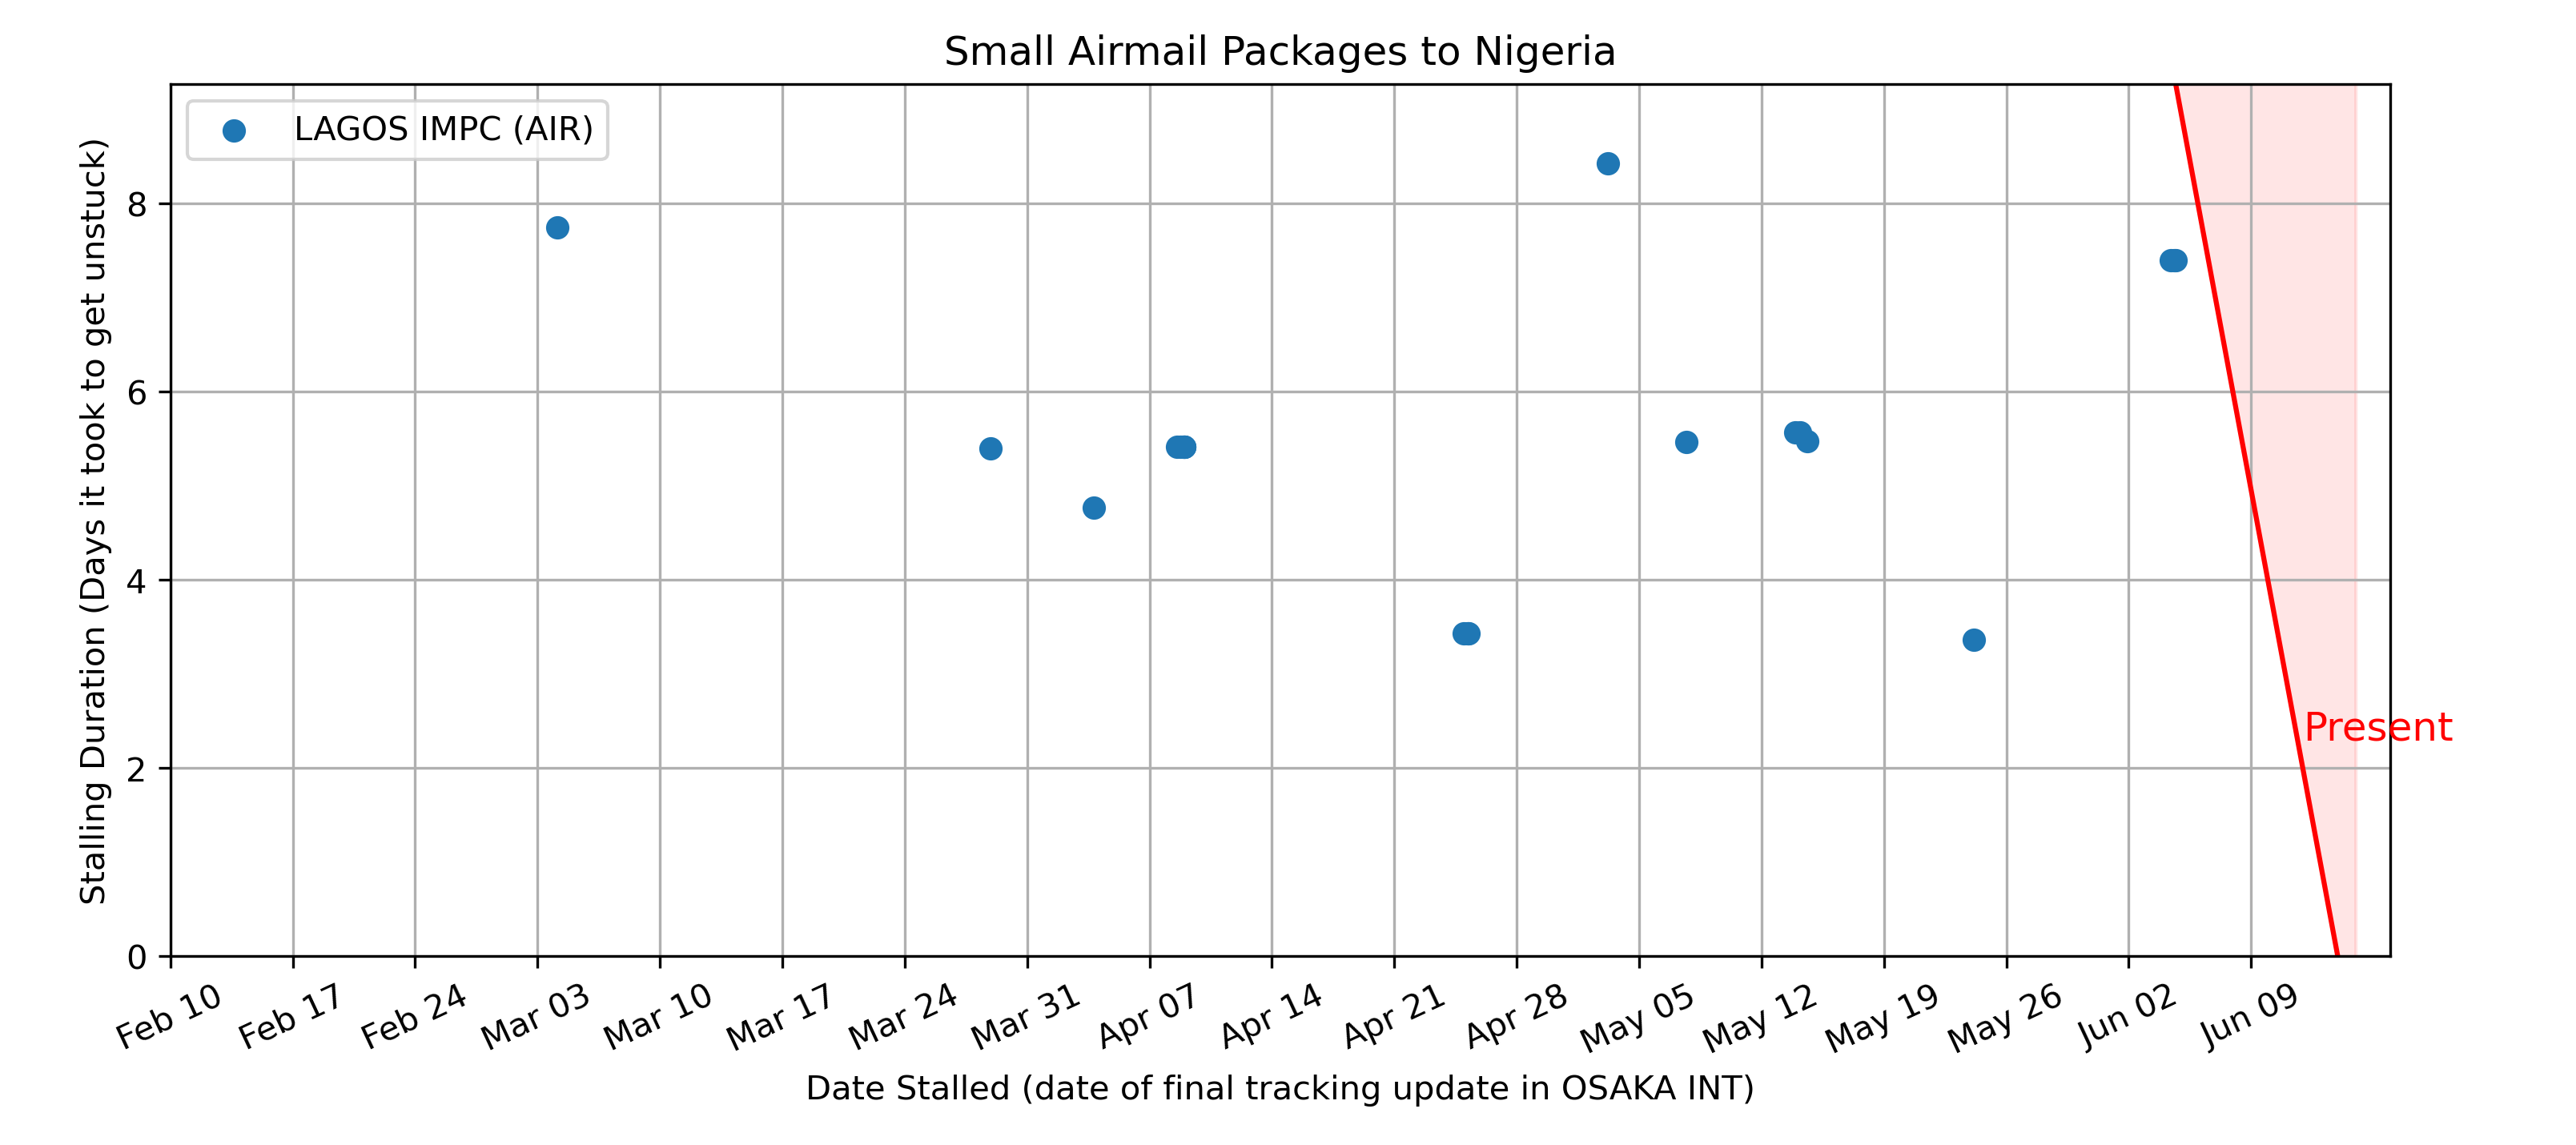 Small Airmail Packages to Nigeria
LAGOS IMPC (AIR)
Stalling Duration (Days it took to get unstuck)
8
6
4
2
0
Present
Feb 10 Feb 17 Feb 24 Mar 03 Mar 10 Mar 17 Mar 24 Mar 31 Apr 07 Apr 14 Apr 21 Apr 28 May 05 May 12 May 19 May 26 Jun 02 Jun 09
Date Stalled (date of final tracking update in OSAKA INT)